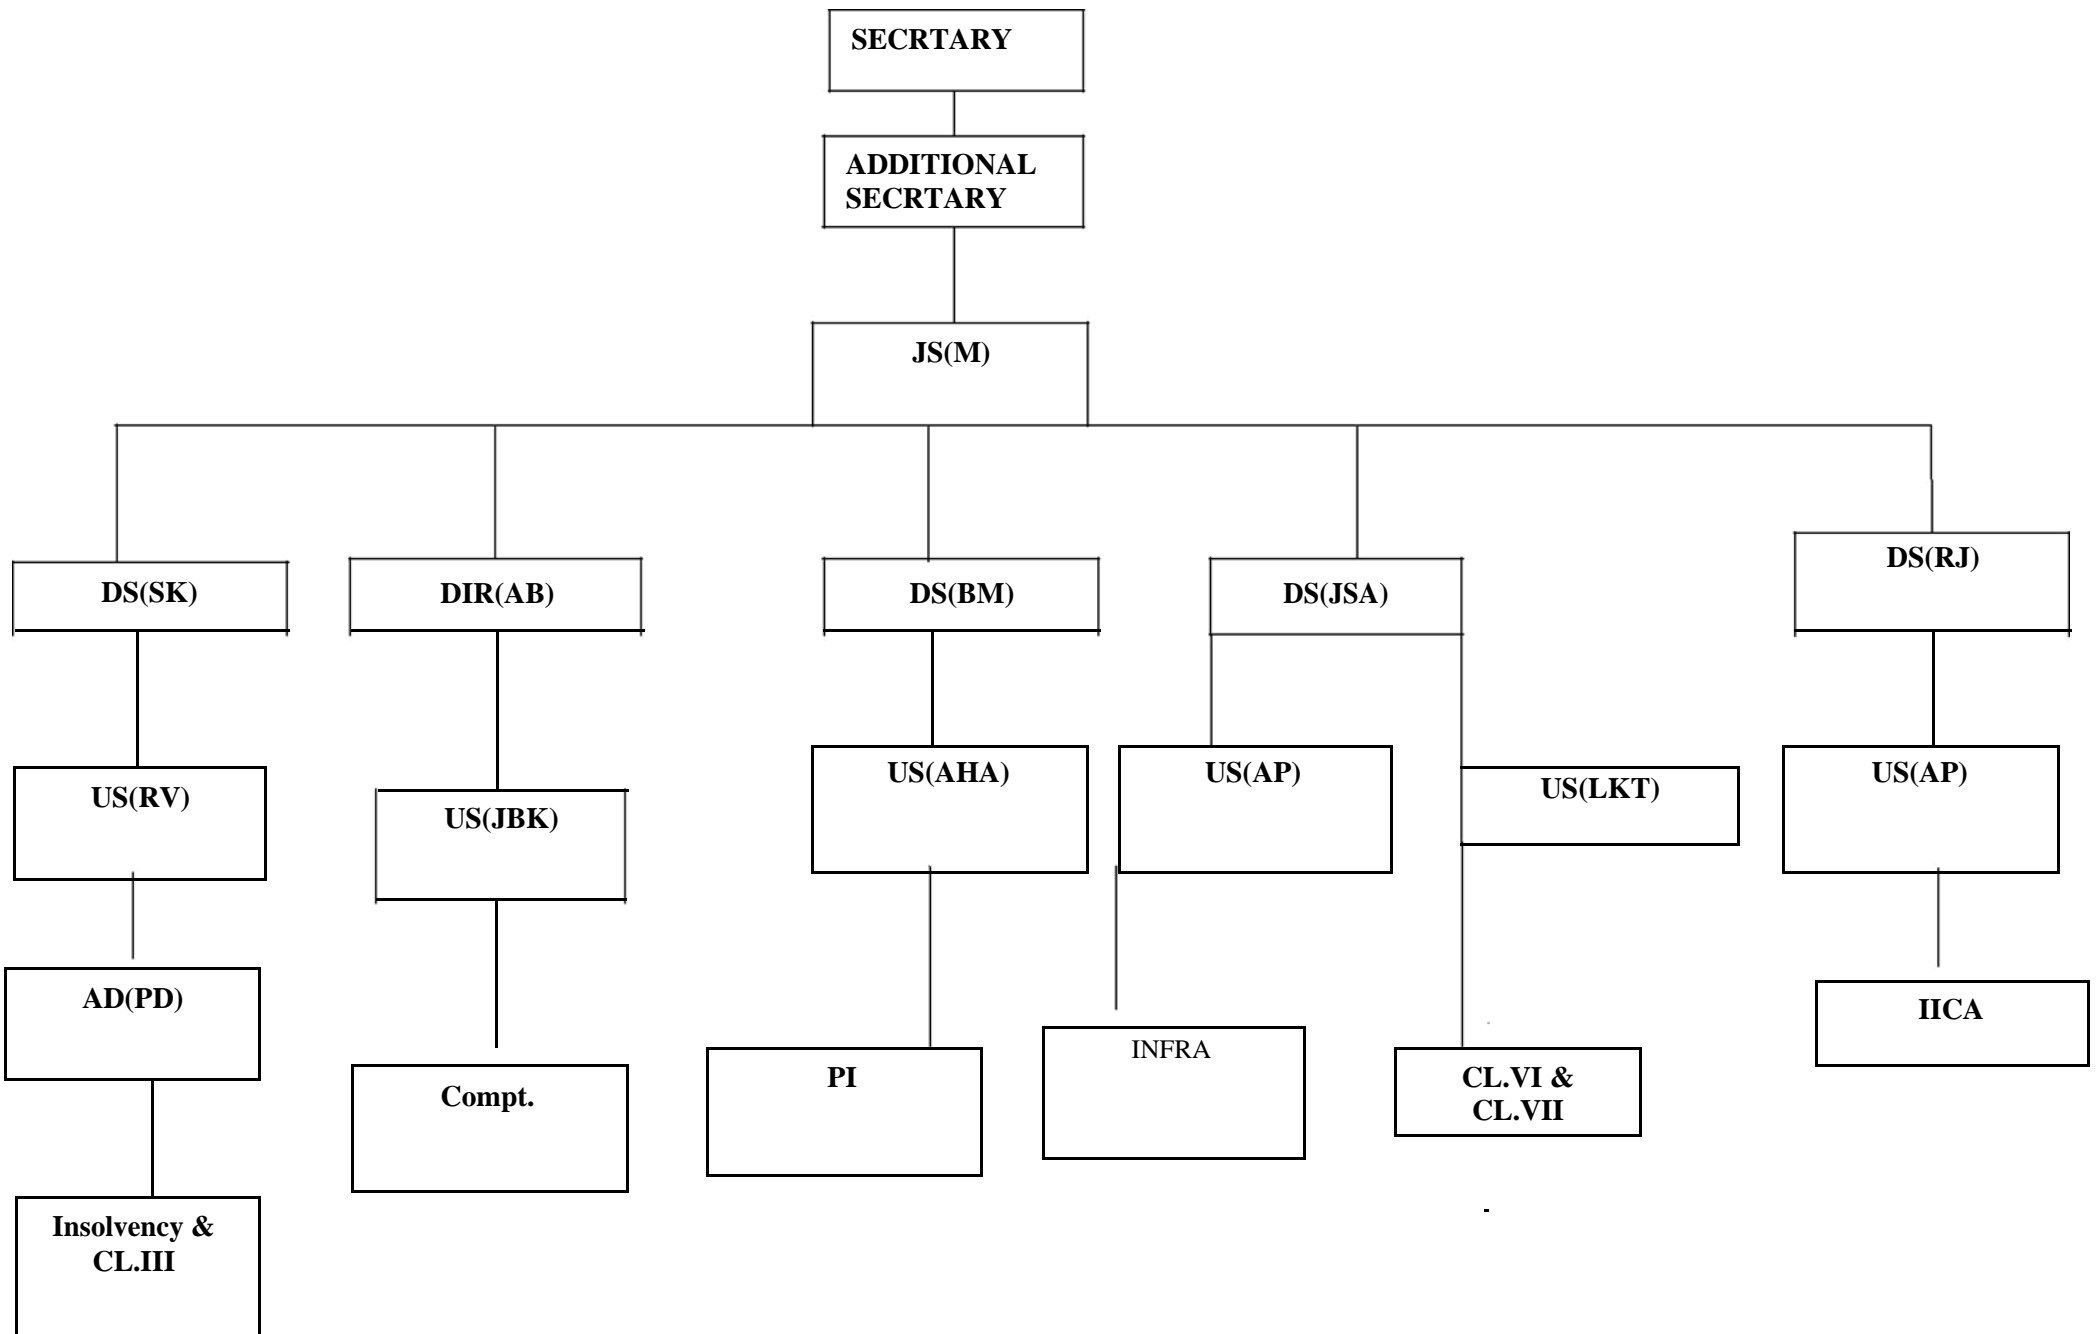 SECRTARY
ADDITIONAL
SECRTARY
JS(M)
DS(SK)
DIR(AB)
DS(BM)
DS(JSA)
DS(RJ)
US(RV)
US(JBK)
US(AHA)
US(AP)
US(LKT)
US(AP)
AD(PD)
Compt.
PI
INFRA
CL.VI &
CL.VII
IICA
Insolvency &
CL.III